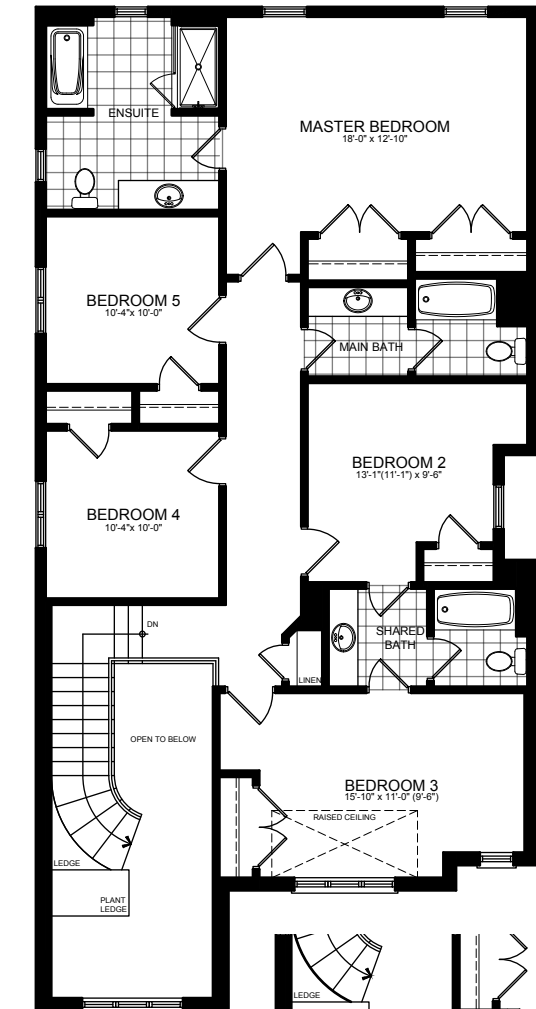 ENSUITE
MASTER BEDROOM
18'-0" x 12'-10"
BEDROOM 5
10'-4"x 10'-0"
MAIN BATH
BEDROOM 2
13'-1"(11'-1") x 9'-6"
BEDROOM 4
10'-4"x 10'-0"
DN
SHARED
BATH
LINEN
OPEN TO BELOW
BEDROOM 3
15'-10" x 11'-0" (9'-6")
RAISED CEILING
LEDGE
PLANT
LEDGE
LEDGE